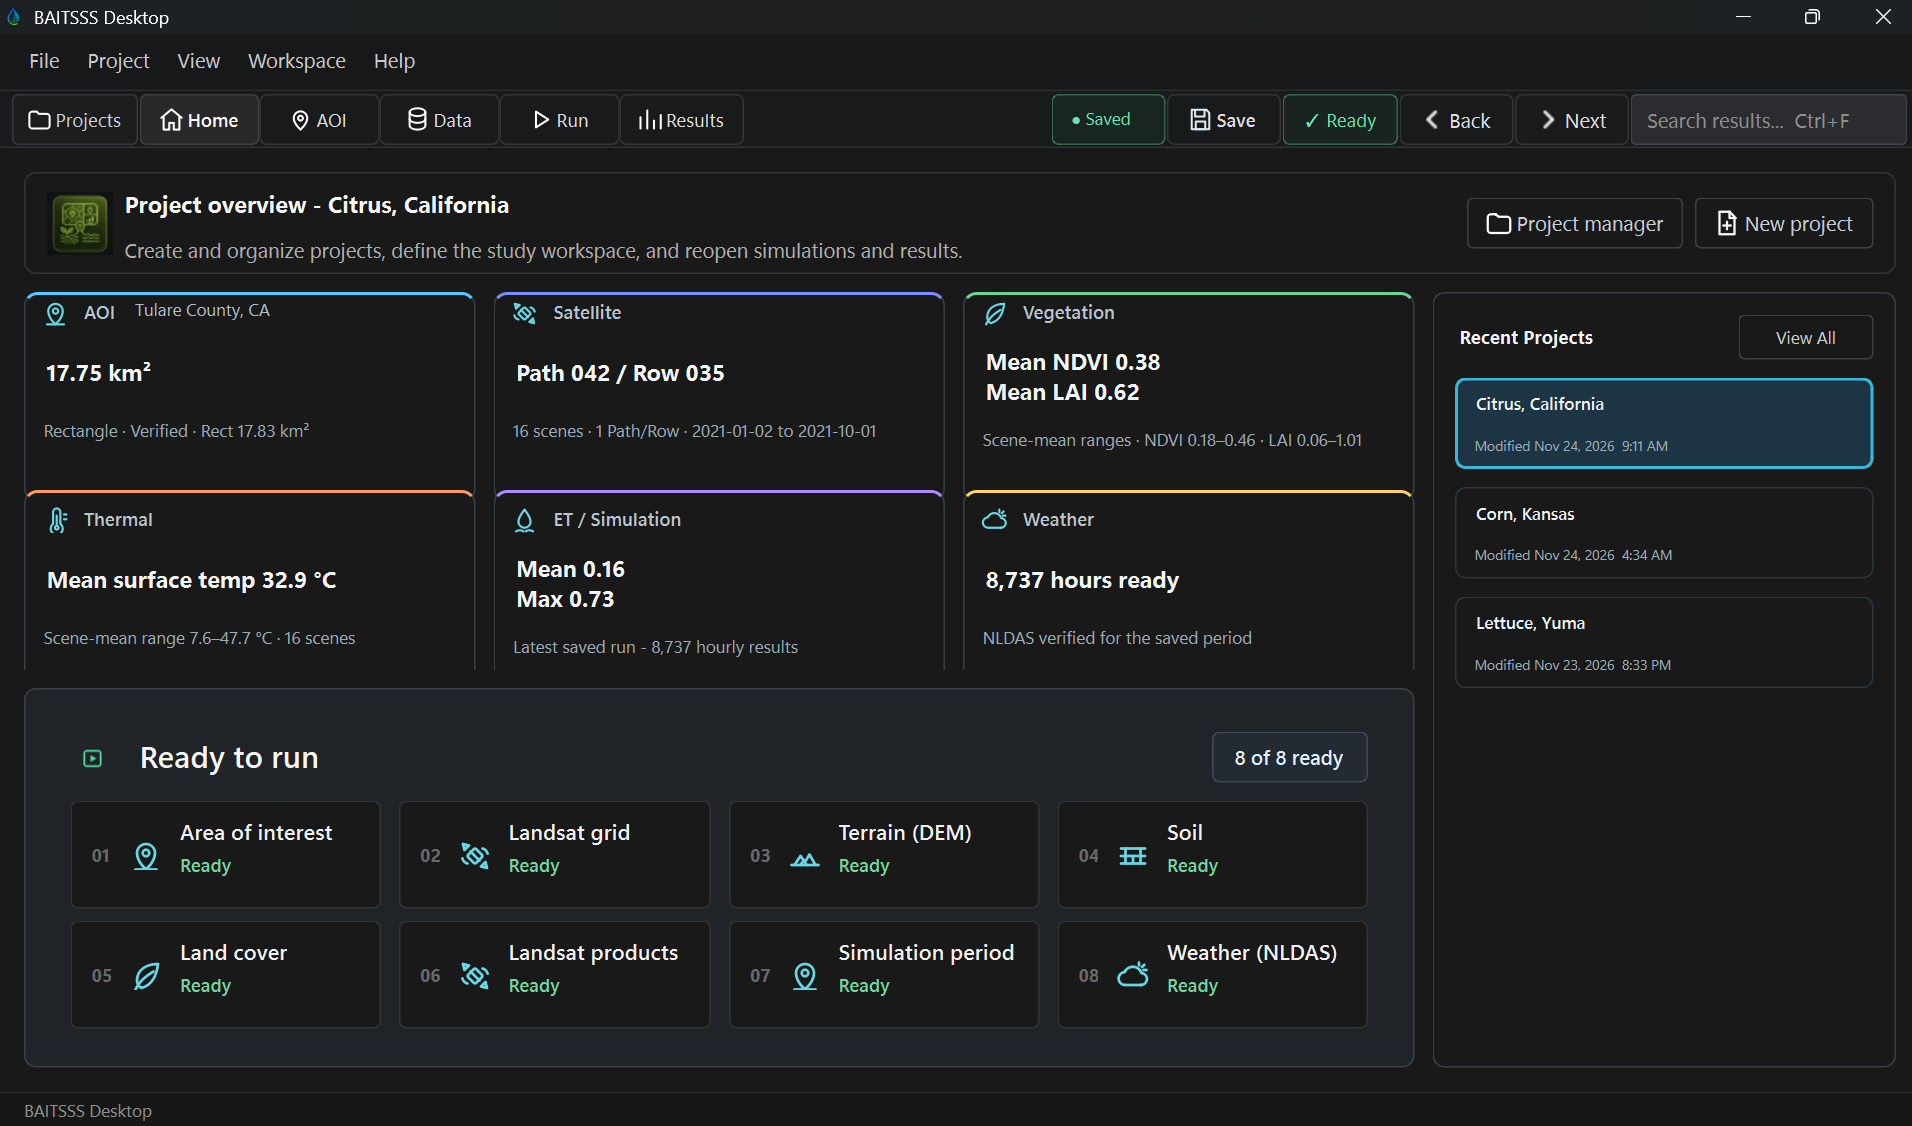 BAITSSS Desktop
File Project View Workspace Help
Projects Home AOI Data Run Results • Saved Save ✓ Ready Back Next Search results... Ctrl+F
Project overview - Citrus, California
Create and organize projects, define the study workspace, and reopen simulations and results.
Project manager New project
AOI Tulare County, CA
17.75 km²
Rectangle · Verified · Rect 17.83 km²
Satellite
Path 042 / Row 035
16 scenes · 1 Path/Row · 2021-01-02 to 2021-10-01
Vegetation
Mean NDVI 0.38
Mean LAI 0.62
Scene-mean ranges · NDVI 0.18–0.46 · LAI 0.06–1.01
Thermal
Mean surface temp 32.9 °C
Scene-mean range 7.6–47.7 °C · 16 scenes
ET / Simulation
Mean 0.16
Max 0.73
Latest saved run - 8,737 hourly results
Weather
8,737 hours ready
NLDAS verified for the saved period
Recent Projects View All
Citrus, California
Modified Nov 24, 2026 9:11 AM
Corn, Kansas
Modified Nov 24, 2026 4:34 AM
Lettuce, Yuma
Modified Nov 23, 2026 8:33 PM
Ready to run 8 of 8 ready
01 Area of interest
Ready
02 Landsat grid
Ready
03 Terrain (DEM)
Ready
04 Soil
Ready
05 Land cover
Ready
06 Landsat products
Ready
07 Simulation period
Ready
08 Weather (NLDAS)
Ready
BAITSSS Desktop